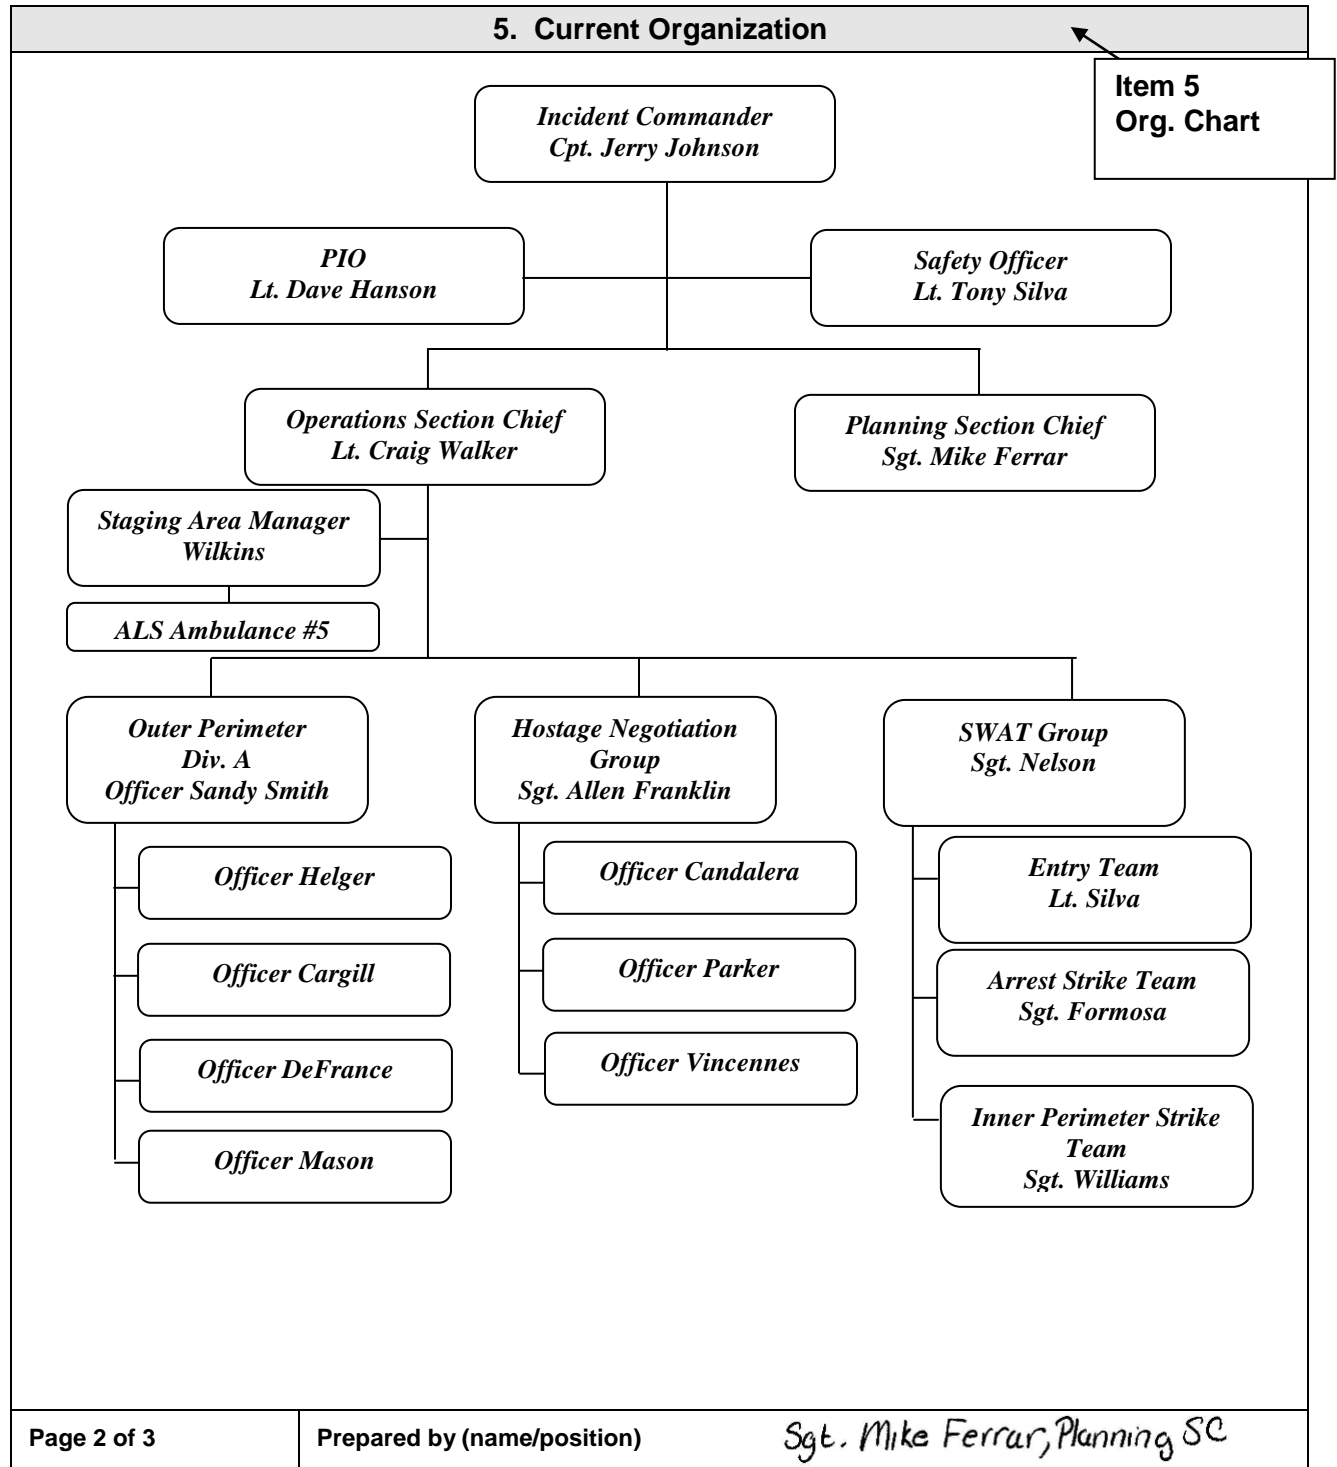 5. Current Organization
Item 5
Org. Chart
Incident Commander
Cpt. Jerry Johnson
PIO
Lt. Dave Hanson
Safety Officer
Lt. Tony Silva
Operations Section Chief
Lt. Craig Walker
Planning Section Chief
Sgt. Mike Ferrar
Staging Area Manager
Wilkins
ALS Ambulance #5
Outer Perimeter
Div. A
Officer Sandy Smith
Officer Helger
Officer Cargill
Officer DeFrance
Officer Mason
Hostage Negotiation
Group
Sgt. Allen Franklin
Officer Candalera
Officer Parker
Officer Vincennes
SWAT Group
Sgt. Nelson
Entry Team
Lt. Silva
Arrest Strike Team
Sgt. Formosa
Inner Perimeter Strike
Team
Sgt. Williams
Page 2 of 3
Prepared by (name/position)
Sgt. Mike Ferrar, Planning SC